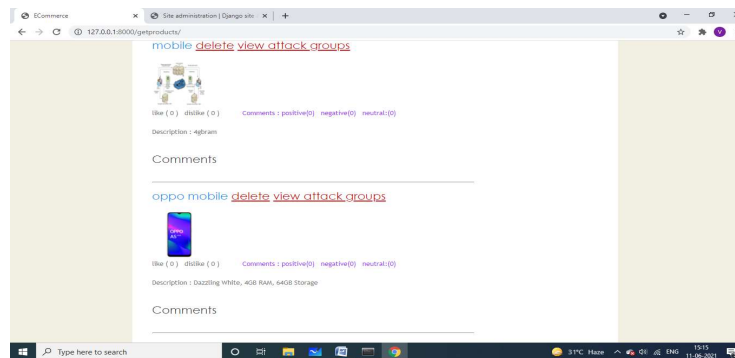 ECommerce
Site administration | Django site
127.0.0.1:8000/getproducts/
V
mobile delete view attack groups
like ( 0 ) dislike ( 0 ) Comments : positive(0) negative(0) neutral:(0)
Description : 4gbram
Comments
oppo mobile delete view attack groups
OPPO
like ( 0 ) dislike ( 0 ) Comments : positive(0) negative(0) neutral:(0)
Description : Dazzling White, 4GB RAM, 64GB Storage
Comments
Type here to search
31°C Haze
ENG
15:15
11-06-2021